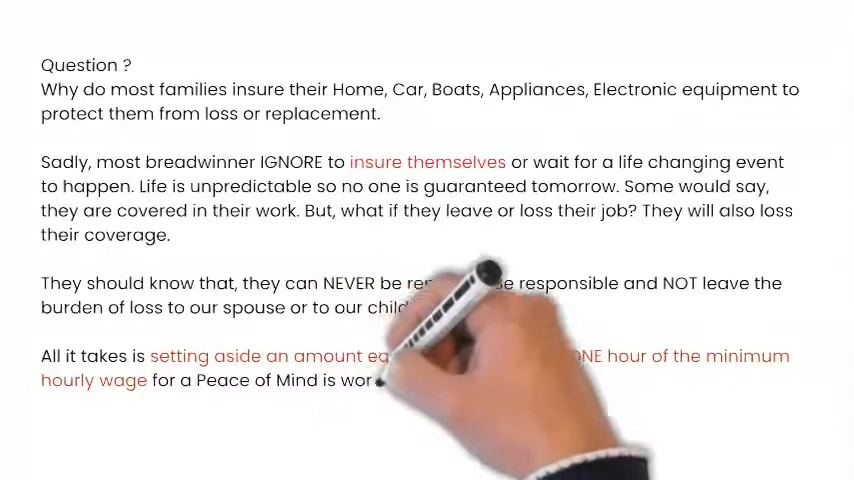 Question ?
Why do most families insure their Home, Car, Boats, Appliances, Electronic equipment to
protect them from loss or replacement.
Sadly, most breadwinner IGNORE to insure themselves or wait for a life changing event
to happen. Life is unpredictable so no one is guaranteed tomorrow. Some would say,
they are covered in their work. But, what if they leave or loss their job? They will also loss
their coverage.
They should know that, they can NEVER be responsible and NOT leave the
burden of loss to our spouse or to our
All it takes is setting aside an amount hour of the minimum
hourly wage for a Peace of Mind is